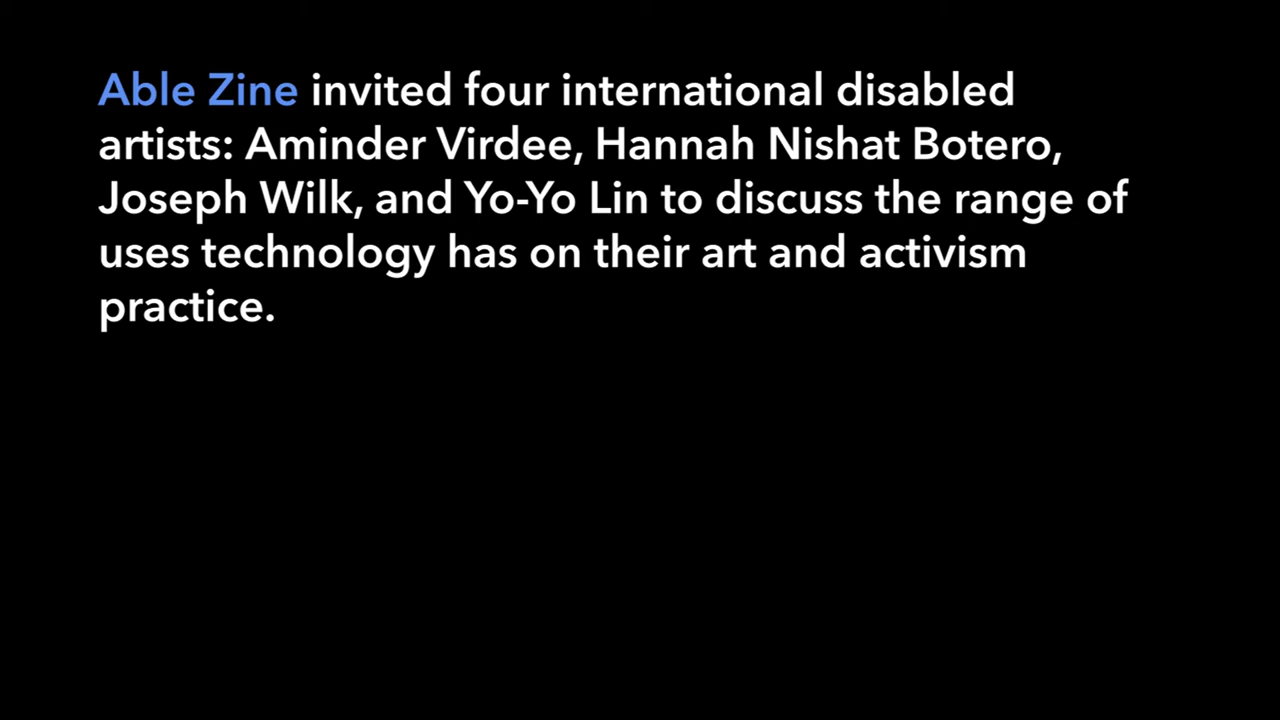 Able Zine invited four international disabled
artists: Aminder Virdee, Hannah Nishat Botero,
Joseph Wilk, and Yo-Yo Lin to discuss the range of
uses technology has on their art and activism
practice.